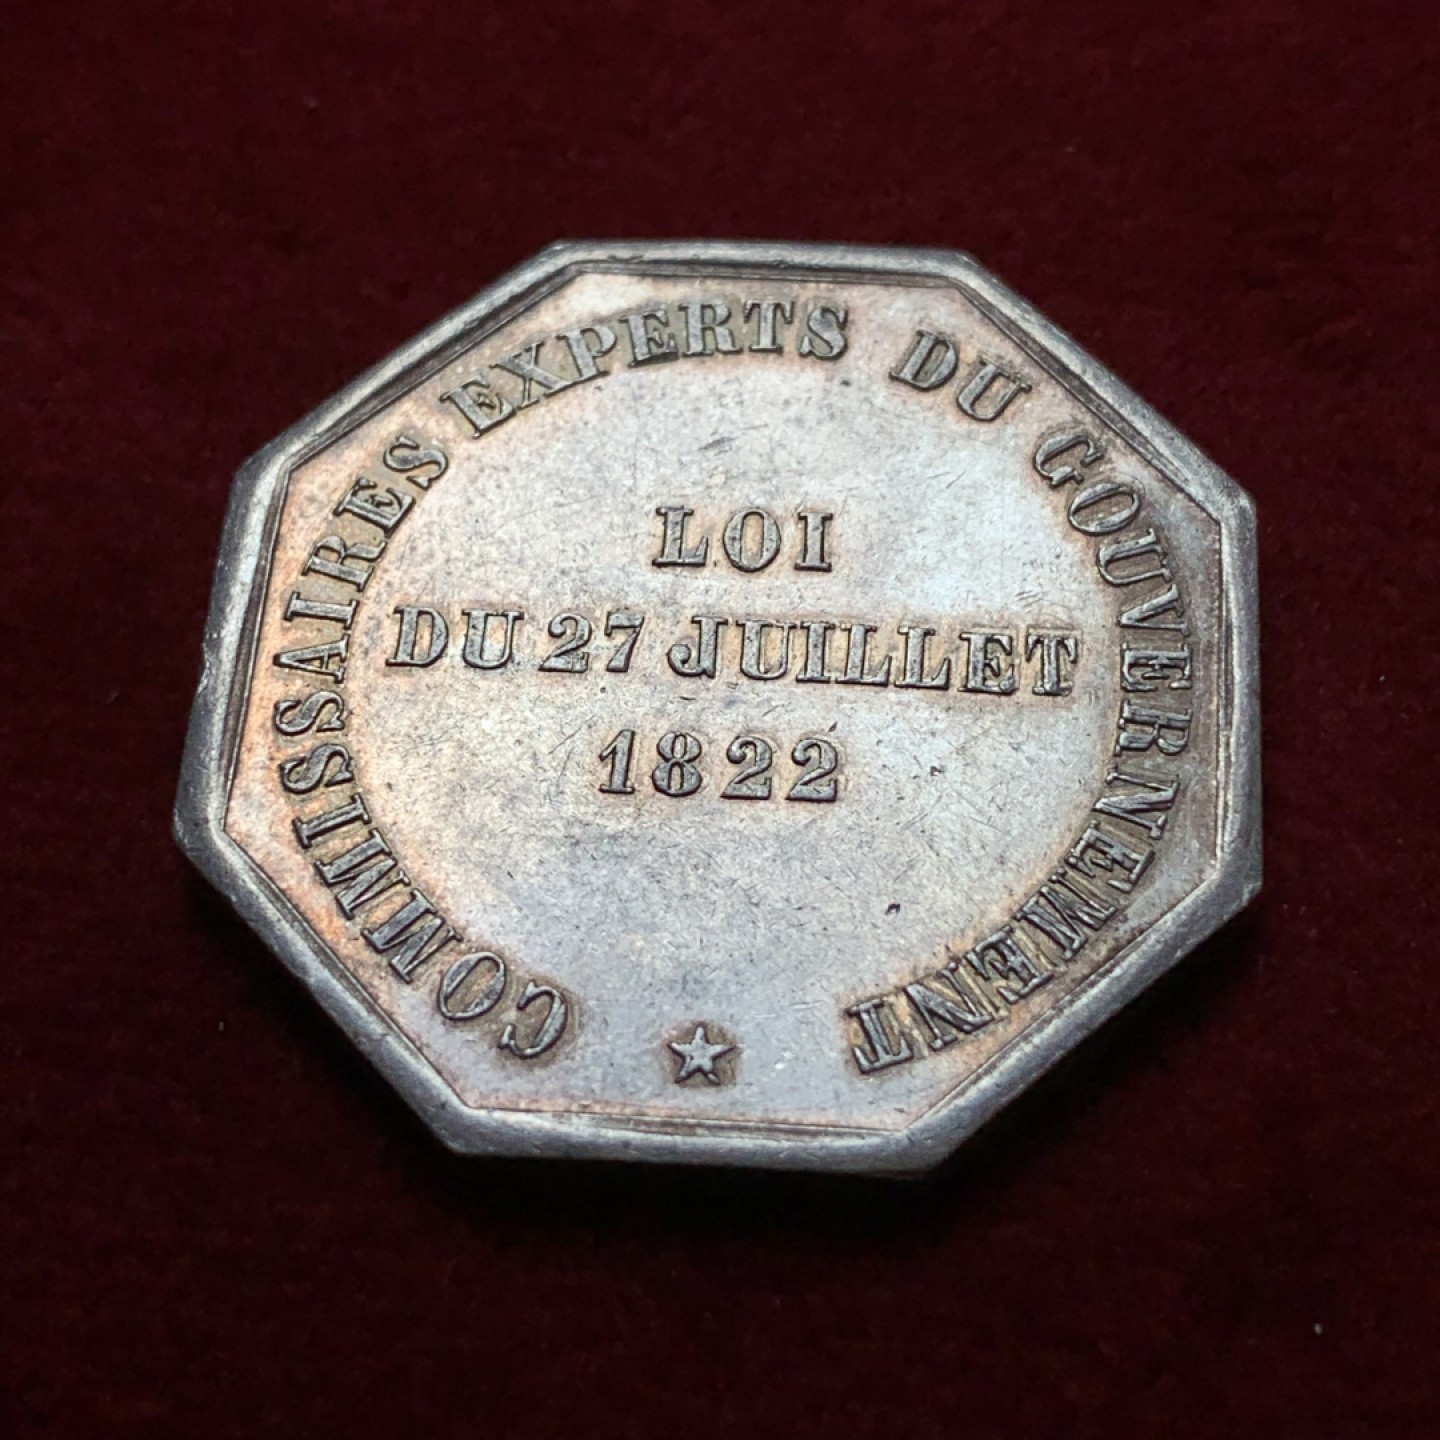 COMMISSAIRES EXPERTS DU GOUVERNEMENT
LOI
DU 27 JUILLET
1822